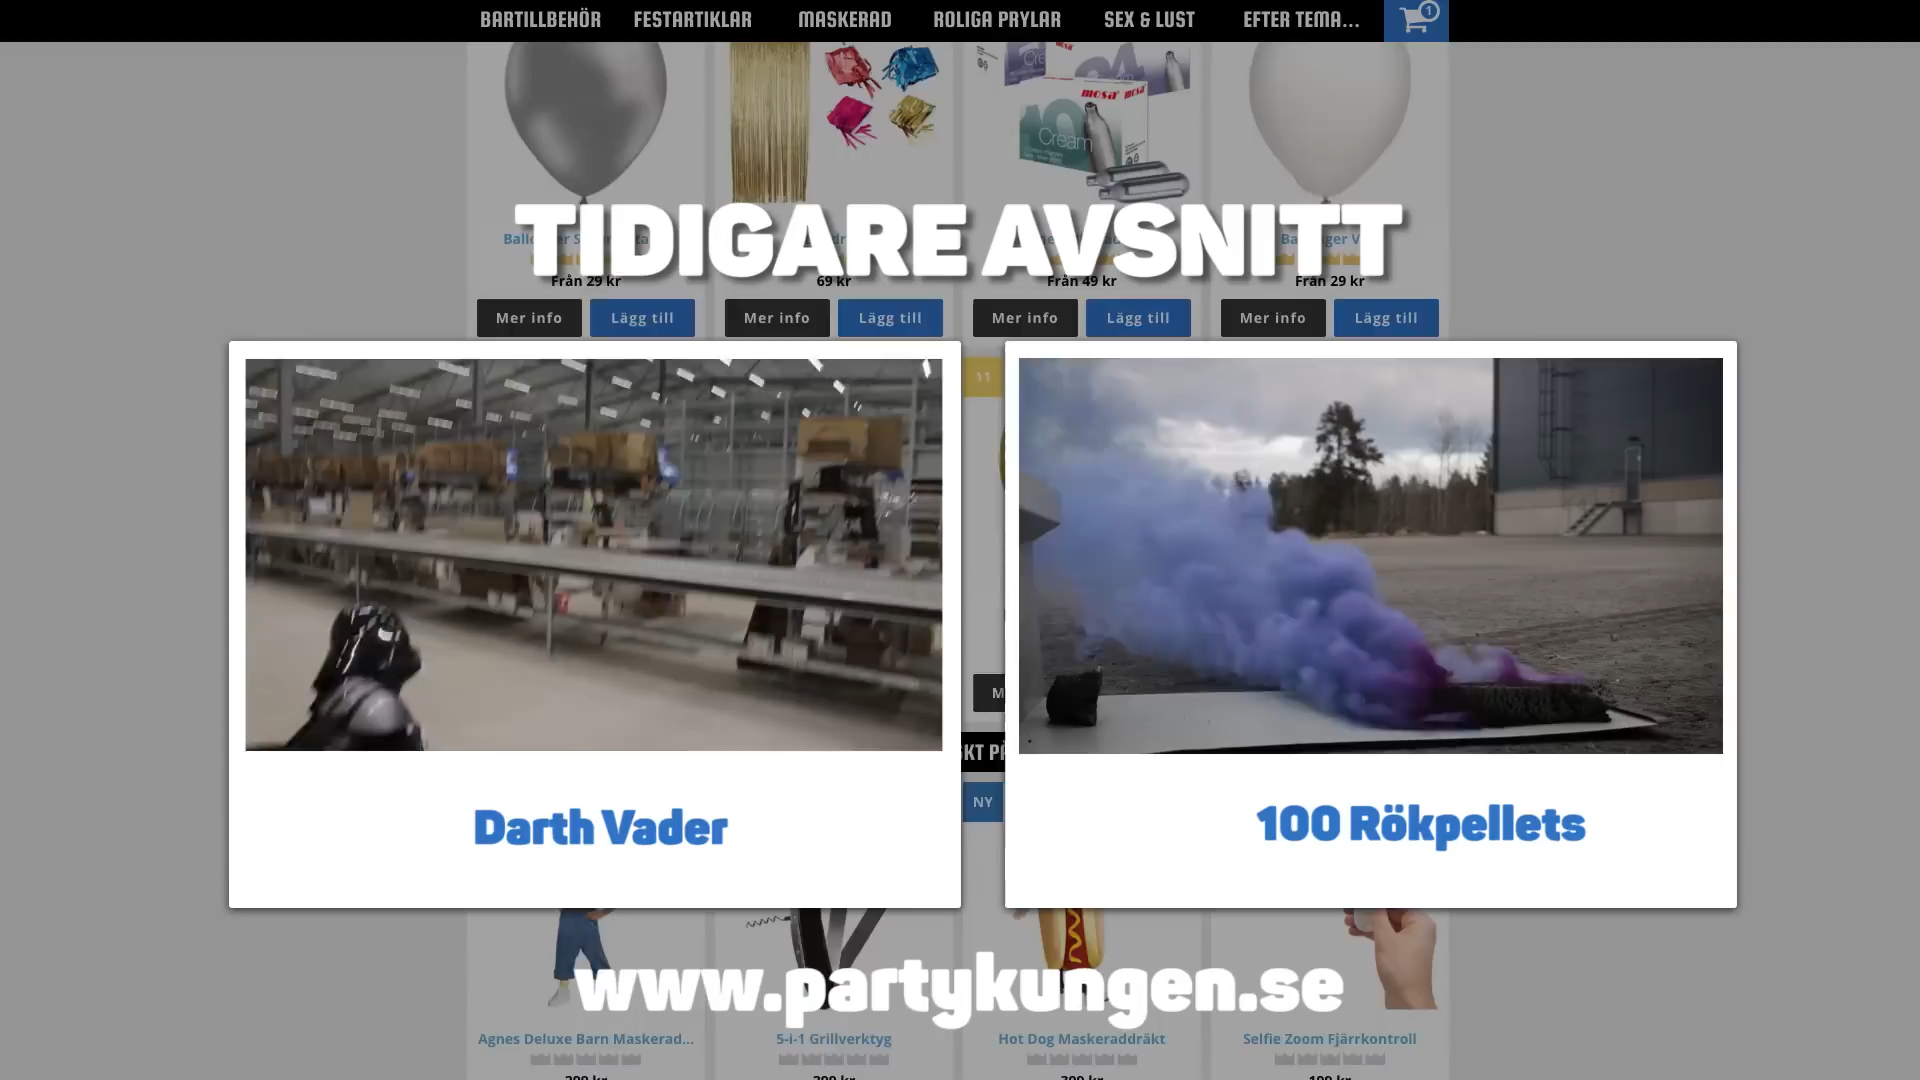 BARTILLBEHÖR FESTARTIKLAR MASKERAD ROLIGA PRYLAR SEX & LUST EFTER TEMA... 1
mosa mosa
Cream
TIDIGARE AVSNITT
Från 29 kr 69 kr Från 49 kr Från 29 kr
Mer info Lägg till Mer info Lägg till Mer info Lägg till Mer info Lägg till
11
NY
Darth Vader
100 Rökpellets
www.partykungen.se
Agnes Deluxe Barn Maskerad... 5-i-1 Grillverktyg Hot Dog Maskeraddräkt Selfie Zoom Fjärrkontroll